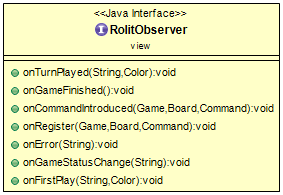 <<Java Interface>>
RolitObserver
view
onTurnPlayed(String,Color):void
onGameFinished():void
onCommandIntroduced(Game,Board,Command):void
onRegister(Game,Board,Command):void
onError(String):void
onGameStatusChange(String):void
onFirstPlay(String,Color):void